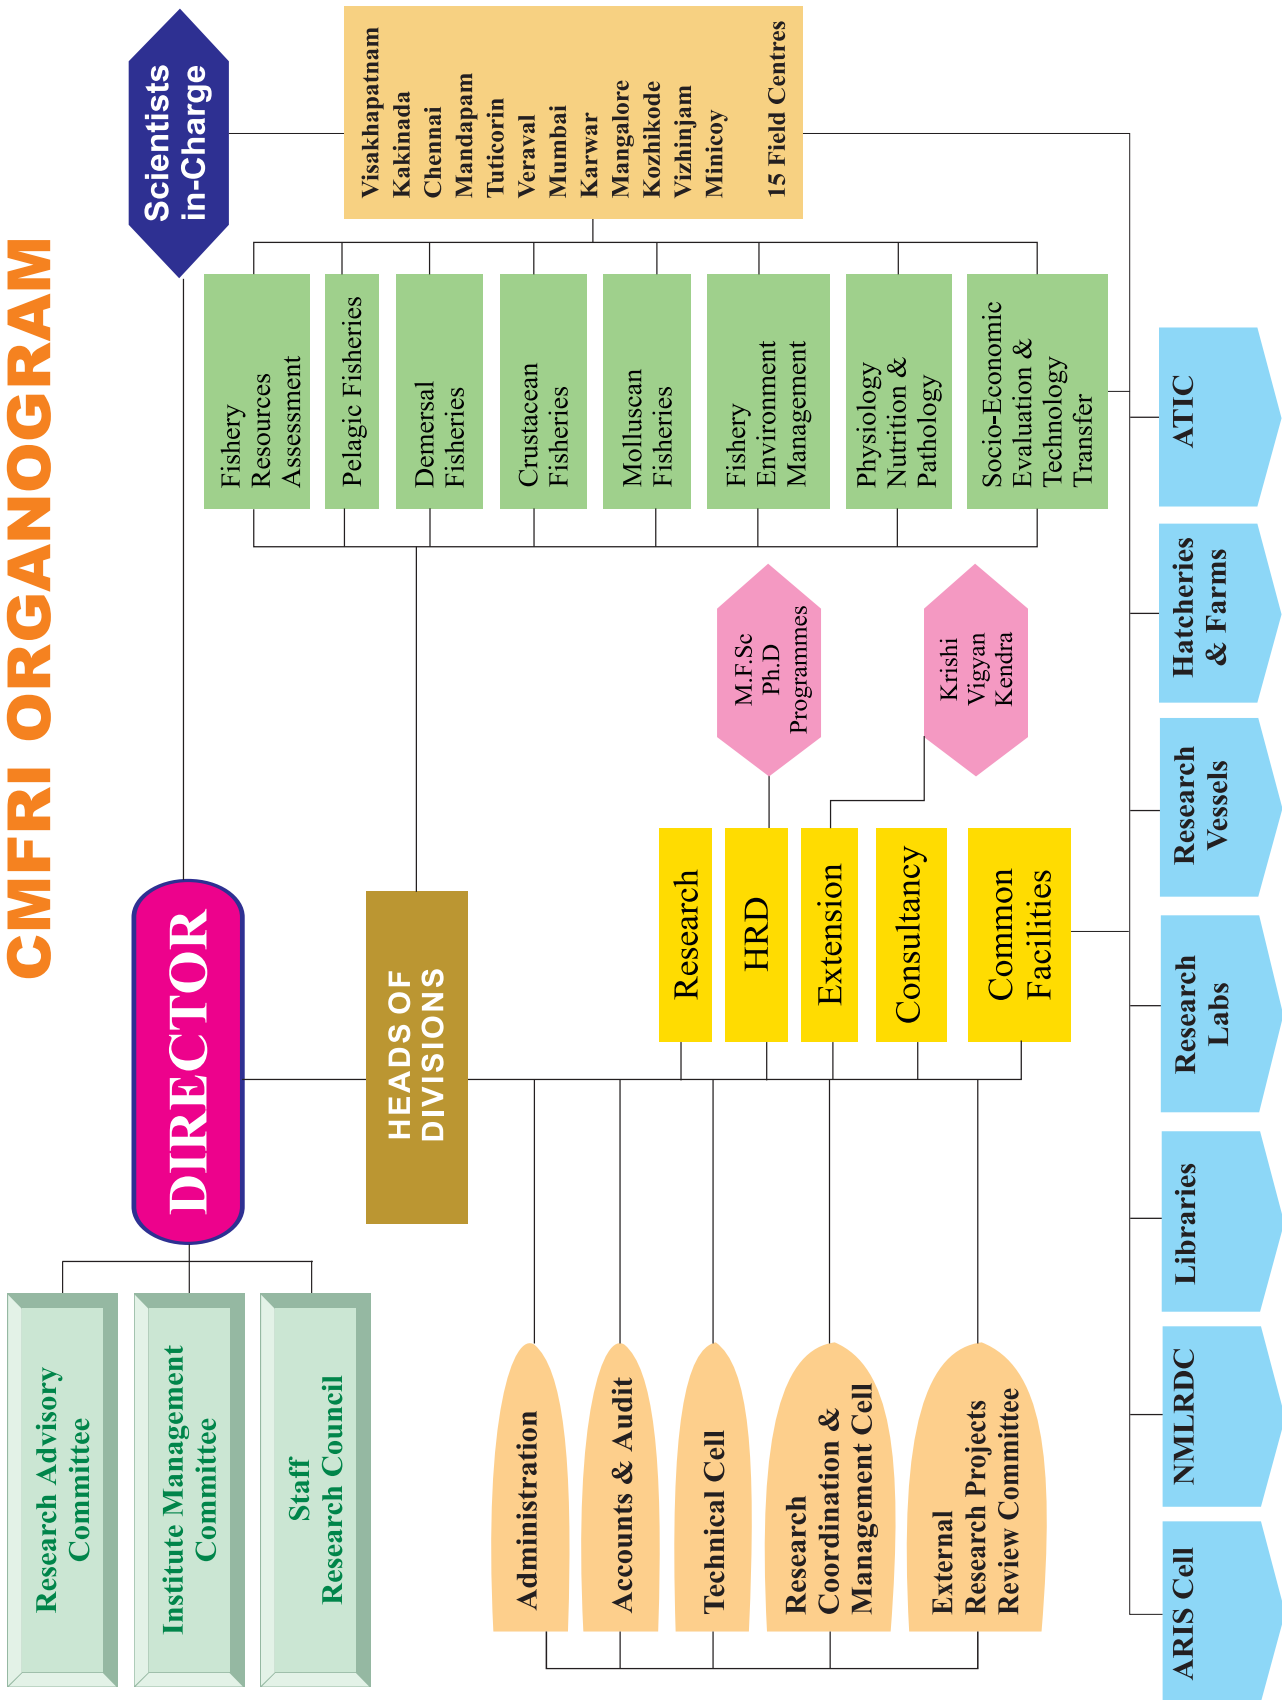 CMFRI ORGANOGRAM
Research Advisory
Committee
Institute Management
Committee
Staff
Research Council
DIRECTOR
Scientists
in-Charge
HEADS OF
DIVISIONS
Visakhapatnam
Kakinada
Chennai
Mandapam
Tuticorin
Veraval
Mumbai
Karwar
Mangalore
Kozhikode
Vizhinjam
Minicoy
15 Field Centres
Fishery
Resources
Assessment
Pelagic Fisheries
Demersal
Fisheries
Crustacean
Fisheries
Molluscan
Fisheries
Fishery
Environment
Management
Physiology
Nutrition &
Pathology
Socio-Economic
Evaluation &
Technology
Transfer
Administration
Accounts & Audit
Technical Cell
Research
Coordination &
Management Cell
External
Research Projects
Review Committee
Research
HRD
Extension
Consultancy
Common
Facilities
M.F.Sc
Ph.D
Programmes
Krishi
Vigyan
Kendra
ARIS Cell
NMLRDC
Libraries
Research
Labs
Research
Vessels
Hatcheries
& Farms
ATIC